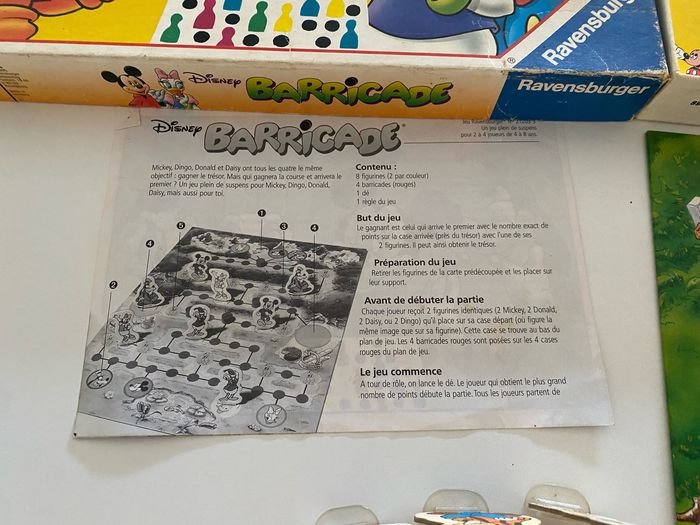 Ravensburger
Disney BARRICADE Ravensburger
Disney BARRICADE
Un jeu plein de suspens
pour 2 à 4 joueurs de 4 à 8 ans.
Mickey, Dingo, Donald et Daisy ont tous les quatre le même
objectif : gagner le trésor. Mais qui gagnera la course et arrivera le
premier ? Un jeu plein de suspens pour Mickey, Dingo, Donald,
Daisy, mais aussi pour toi.
Contenu :
8 figurines (2 par couleur)
4 barricades (rouges)
1 dé
1 règle du jeu
But du jeu
Le gagnant est celui qui arrive le premier avec le nombre exact de
points sur la case arrivée (près du trésor) avec l'une de ses
2 figurines. Il peut ainsi obtenir le trésor.
Préparation du jeu
Retirer les figurines de la carte prédécoupée et les placer sur
leur support.
Avant de débuter la partie
Chaque joueur reçoit 2 figurines identiques (2 Mickey, 2 Donald,
2 Daisy, ou 2 Dingo) qu'il place sur sa case départ (où figure la
même image que sur sa figurine). Cette case se trouve au bas du
plan de jeu. Les 4 barricades rouges sont posées sur les 4 cases
rouges du plan de jeu.
Le jeu commence
A tour de rôle, on lance le dé. Le joueur qui obtient le plus grand
nombre de points débute la partie. Tous les joueurs partent de
1
5
3
4
4
2